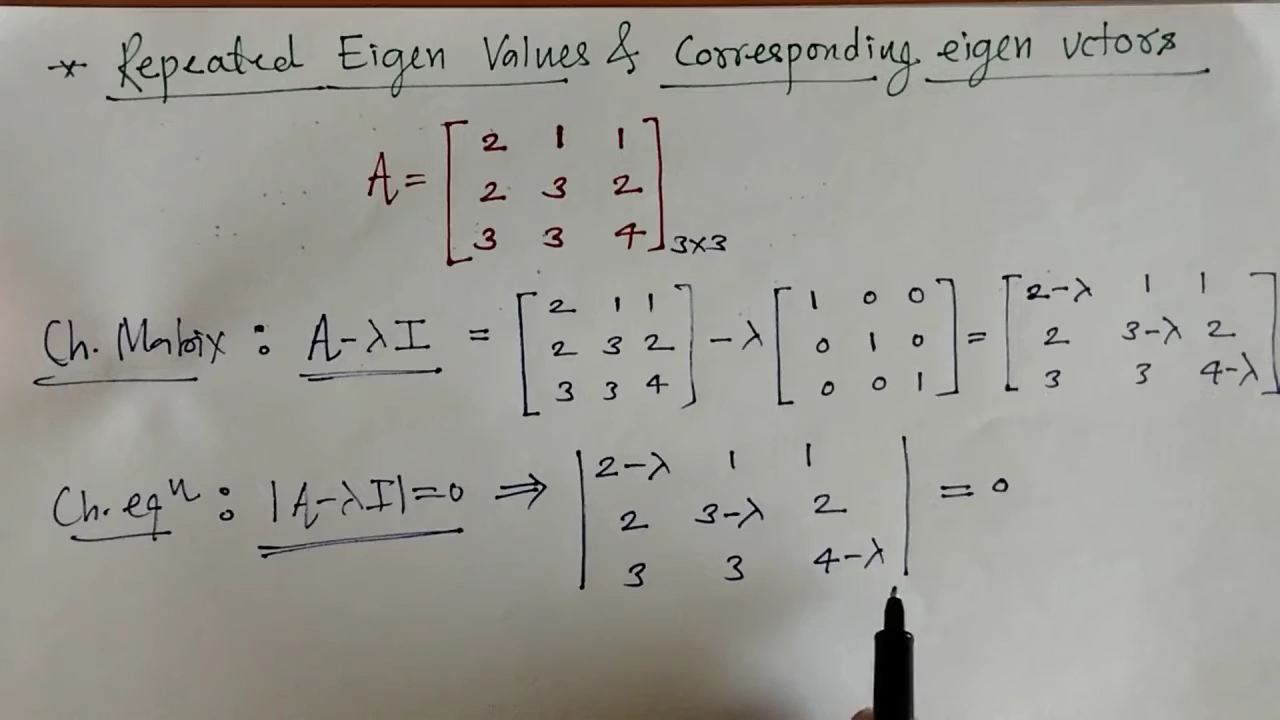 * Repeated Eigen Values & Corresponding eigen vctors
A = [ 2 1 1
2 3 2
3 3 4 ]3×3
Ch. Matrix : A-λI = [ 2 1 1 ] - λ [ 1 0 0 ] = [ 2-λ 1 1 ]
[ 2 3 2 ] [ 0 1 0 ] [ 2 3-λ 2 ]
[ 3 3 4 ] [ 0 0 1 ] [ 3 3 4-λ ]
Ch. eqⁿ : |A-λI|=0 ⇒ | 2-λ 1 1 | = 0
| 2 3-λ 2 |
| 3 3 4-λ |